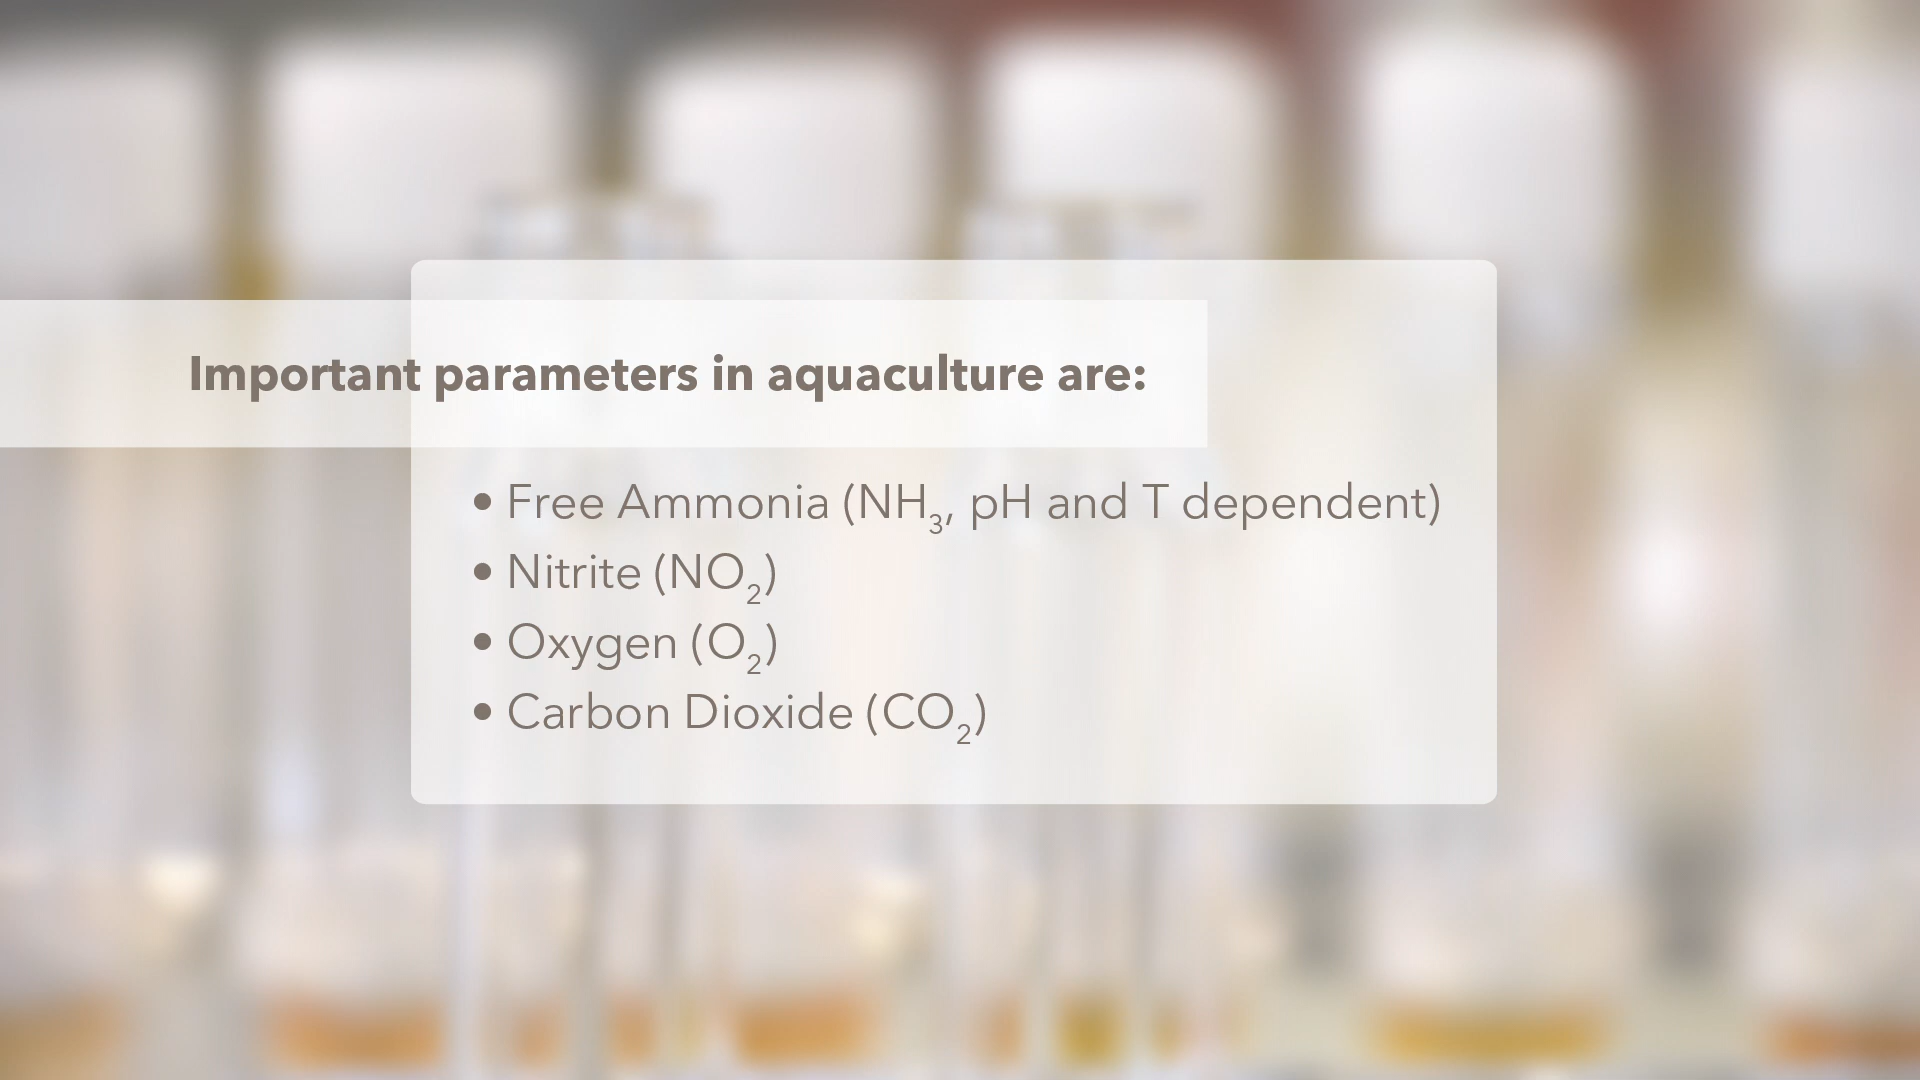 Important parameters in aquaculture are:
• Free Ammonia (NH₃, pH and T dependent)
• Nitrite (NO₂)
• Oxygen (O₂)
• Carbon Dioxide (CO₂)